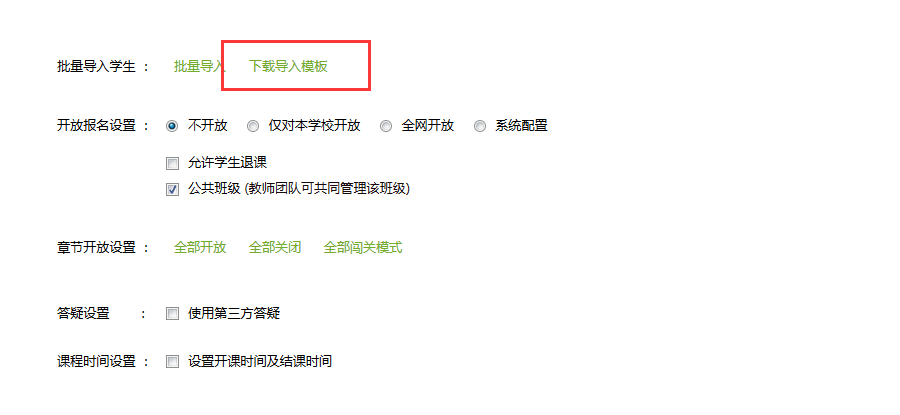 批量导入学生 : 批量导入 下载导入模板
开放报名设置 : 不开放 仅对本学校开放 全网开放 系统配置
允许学生退课
公共班级 (教师团队可共同管理该班级)
章节开放设置 : 全部开放 全部关闭 全部闯关模式
答疑设置 : 使用第三方答疑
课程时间设置 : 设置开课时间及结课时间